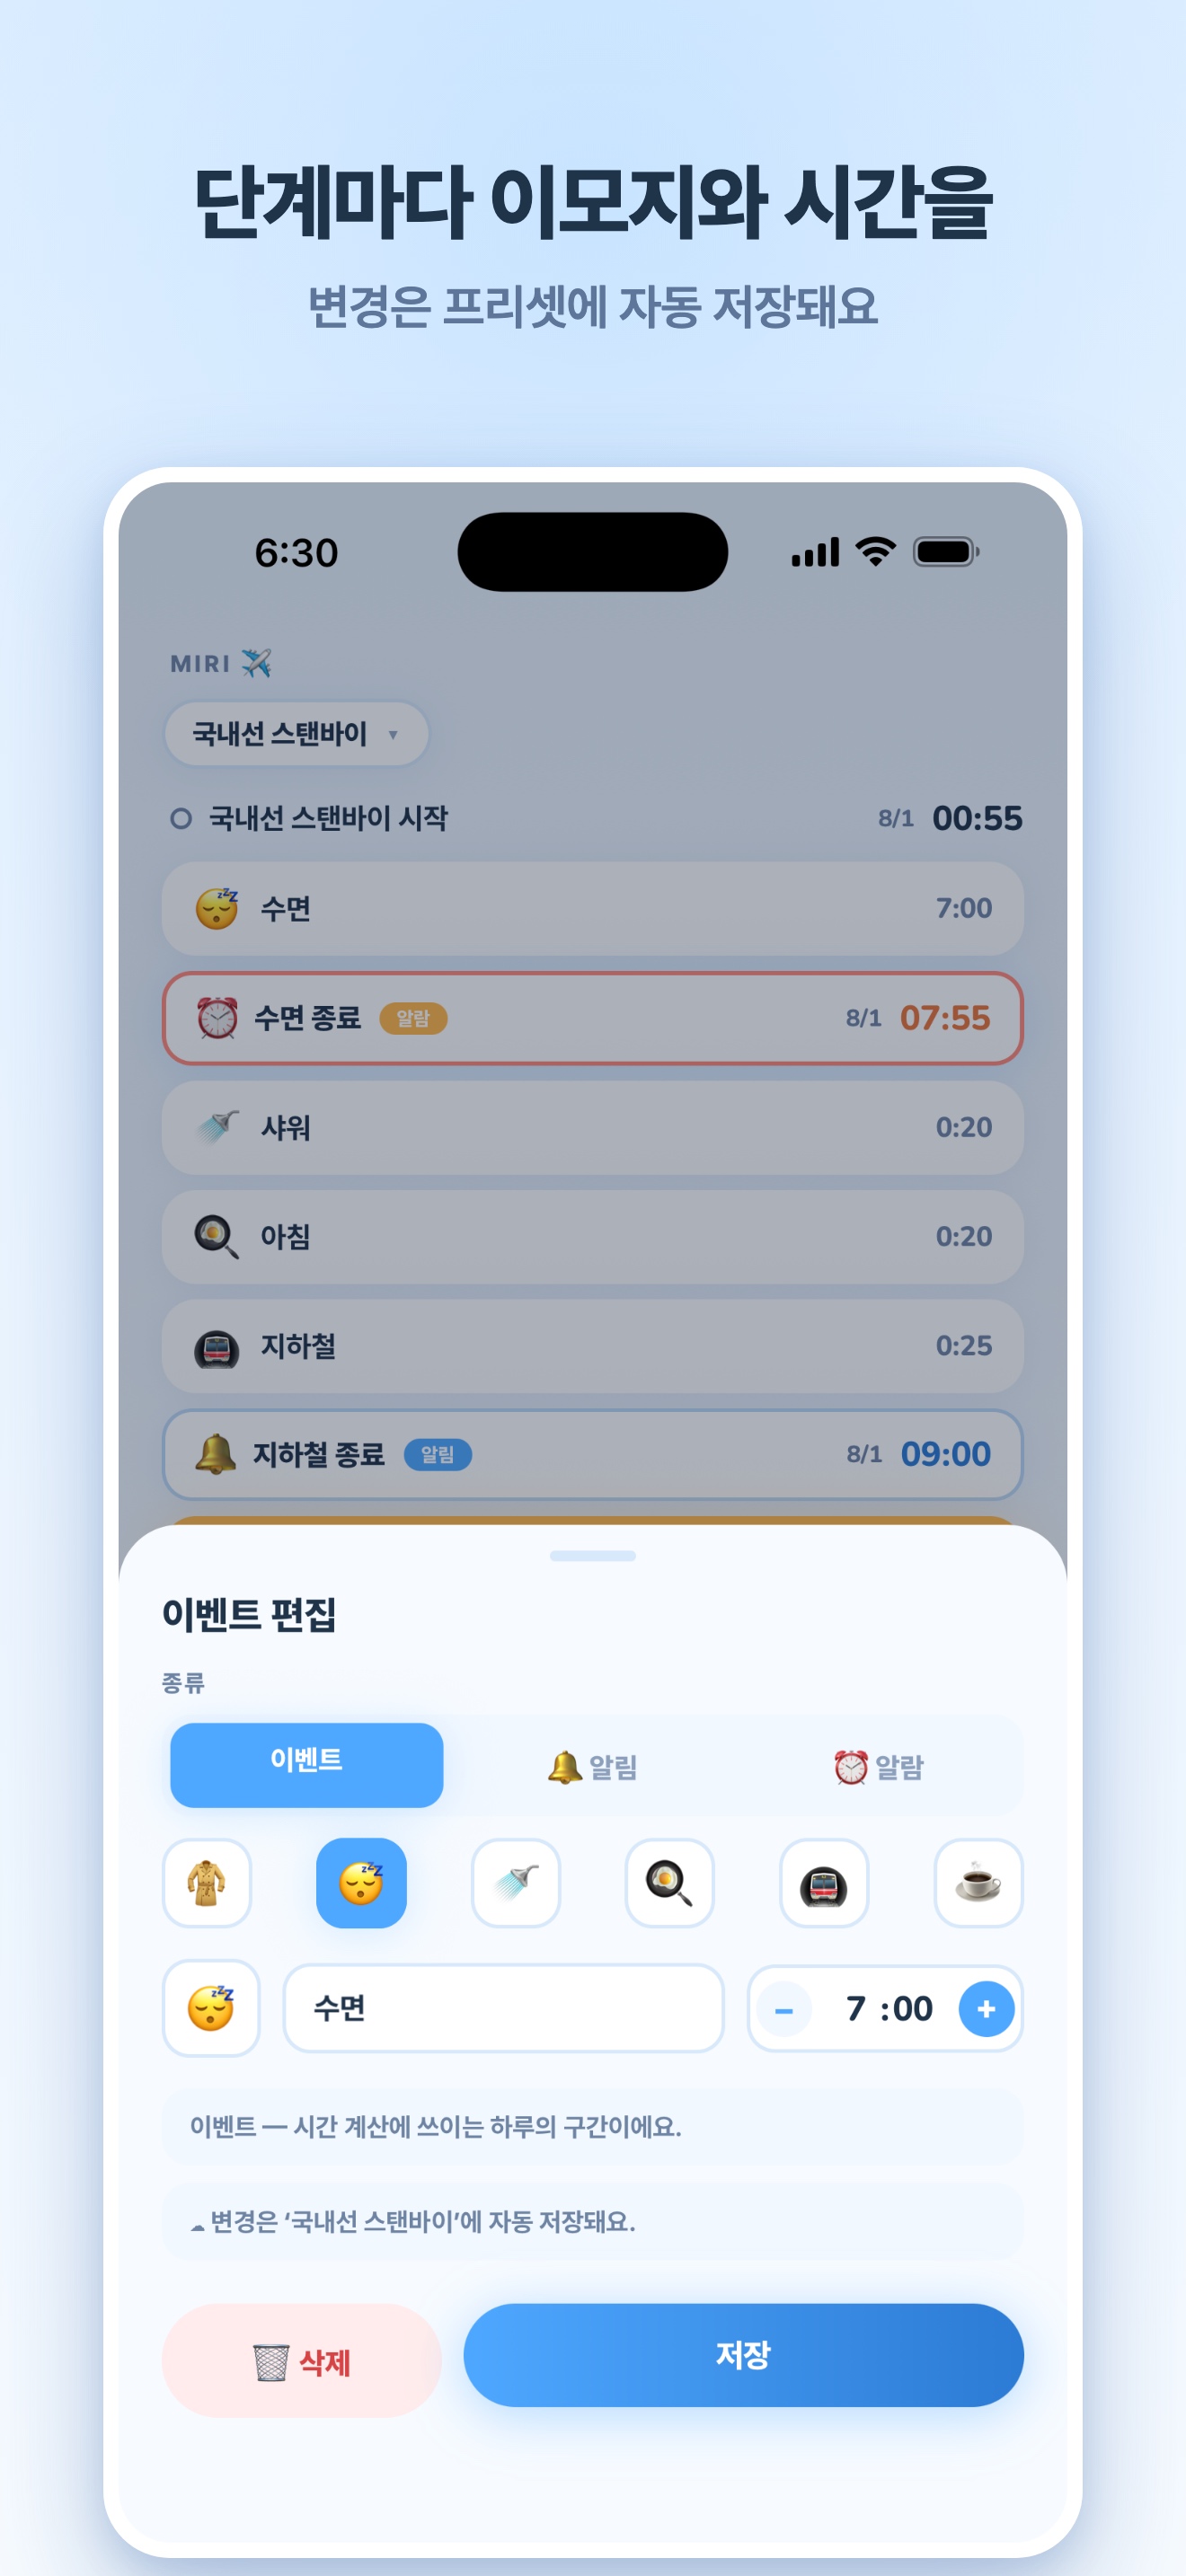 단계마다 이모지와 시간을
변경은 프리셋에 자동 저장돼요
6:30
MIRI ✈️
국내선 스탠바이 ▼
국내선 스탠바이 시작 8/1 00:55
😴 수면 7:00
⏰ 수면 종료 알람 8/1 07:55
🚿 샤워 0:20
🍳 아침 0:20
🚇 지하철 0:25
🔔 지하철 종료 알림 8/1 09:00
이벤트 편집
종류
이벤트 🔔 알림 ⏰ 알람
😴 수면 − 7 :00 +
이벤트 — 시간 계산에 쓰이는 하루의 구간이에요.
☁ 변경은 ‘국내선 스탠바이’에 자동 저장돼요.
🗑️ 삭제 저장